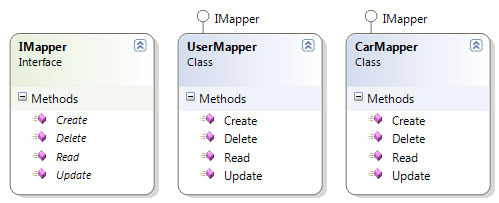 IMapper
Interface
Methods
Create
Delete
Read
Update
IMapper
UserMapper
Class
Methods
Create
Delete
Read
Update
IMapper
CarMapper
Class
Methods
Create
Delete
Read
Update